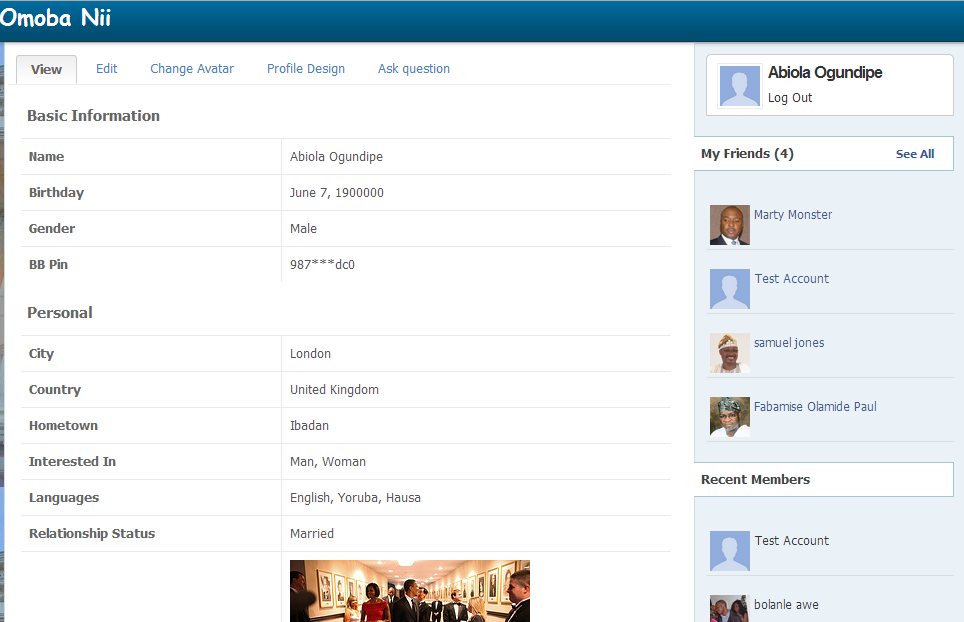 Omoba Nii
View Edit Change Avatar Profile Design Ask question
Basic Information
Name Abiola Ogundipe
Birthday June 7, 1900000
Gender Male
BB Pin 987***dc0
Personal
City London
Country United Kingdom
Hometown Ibadan
Interested In Man, Woman
Languages English, Yoruba, Hausa
Relationship Status Married
Abiola Ogundipe
Log Out
My Friends (4) See All
Marty Monster
Test Account
samuel jones
Fabamise Olamide Paul
Recent Members
Test Account
bolanle awe